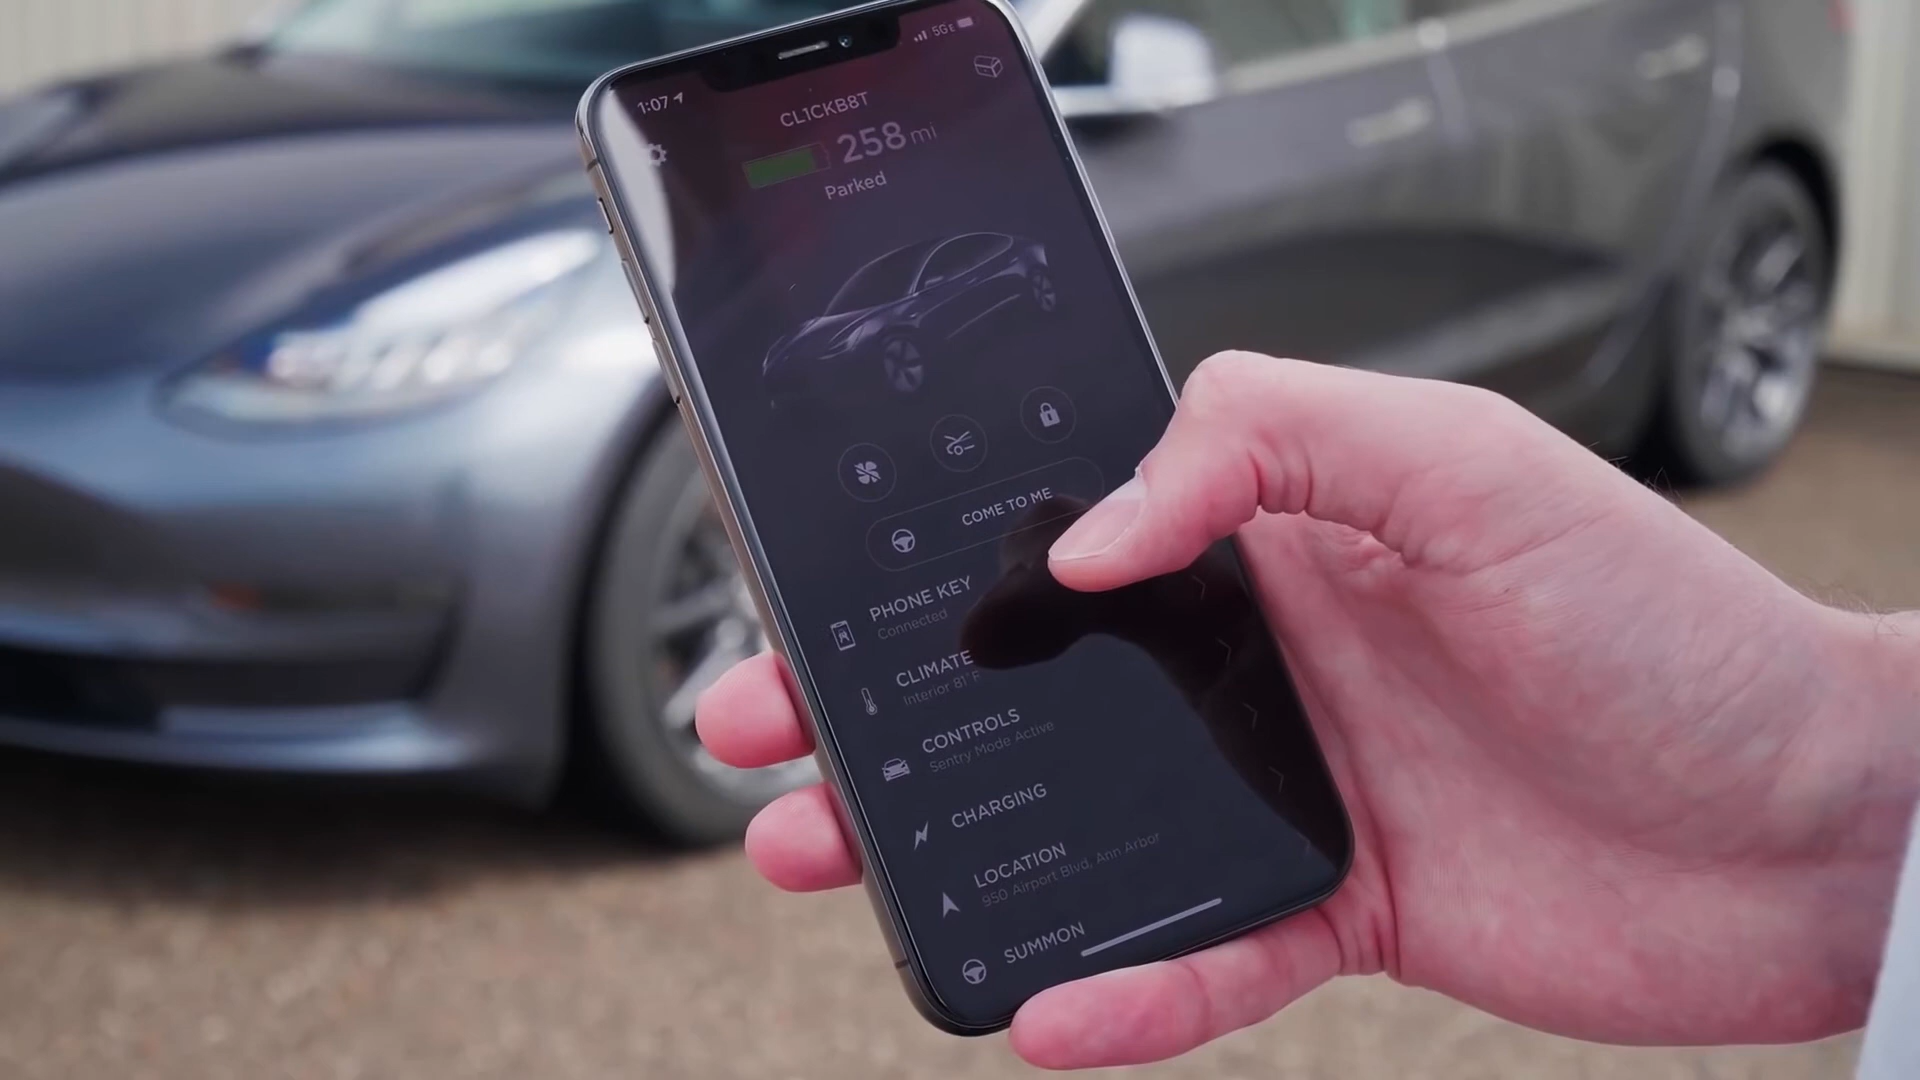 1:07
5GE
CL1CKB8T
258 mi
Parked
COME TO ME
PHONE KEY
Connected
CLIMATE
Interior 81°F
CONTROLS
Sentry Mode Active
CHARGING
LOCATION
950 Airport Blvd, Ann Arbor
SUMMON